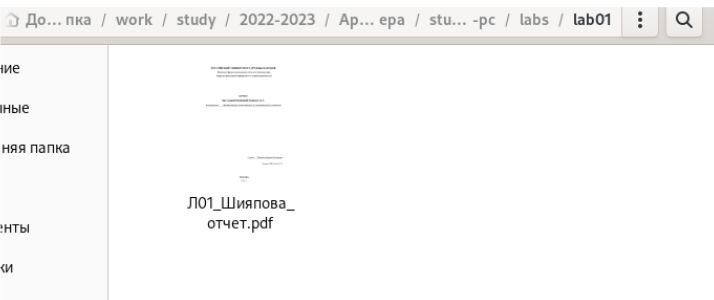 До... пка / work / study / 2022-2023 / Ар... ера / stu... -pc / labs / lab01
ние
нные
няя папка
енты
ки
Л01_Шияпова_
отчет.pdf